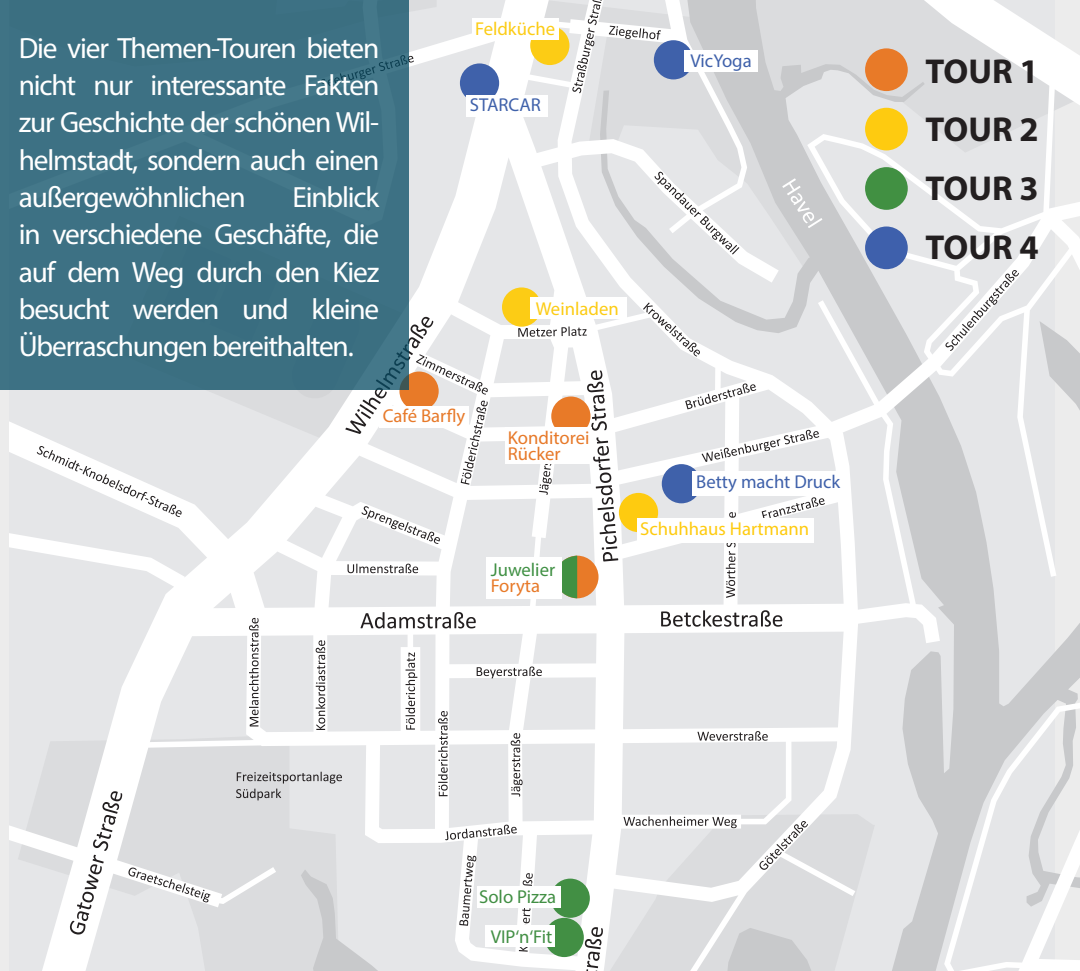 Die vier Themen-Touren bieten
nicht nur interessante Fakten
zur Geschichte der schönen Wil-
helmstadt, sondern auch einen
außergewöhnlichen Einblick
in verschiedene Geschäfte, die
auf dem Weg durch den Kiez
besucht werden und kleine
Überraschungen bereithalten.
TOUR 1
TOUR 2
TOUR 3
TOUR 4
Feldküche
Ziegelhof
VicYoga
STARCAR
Spandauer Burgwall
Havel
Schulenburgstraße
Weinladen
Metzer Platz
Krowelstraße
Wilhelmstraße
Zimmerstraße
Café Barfly
Konditorei
Rücker
Földerichstraße
Pichelsdorfer Straße
Brüderstraße
Weißenburger Straße
Betty macht Druck
Schuhhaus Hartmann
Franzstraße
Schmidt-Knobelsdorf-Straße
Sprengelstraße
Ulmenstraße
Juwelier
Foryta
Adamstraße
Betckestraße
Melanchthonstraße
Konkordiastraße
Földerichplatz
Beyerstraße
Földerichstraße
Jägerstraße
Weverstraße
Freizeitsportanlage
Südpark
Gatower Straße
Jordanstraße
Wachenheimer Weg
Götelstraße
Graetschelsteig
Baumertweg
Solo Pizza
VIP‘n‘Fit